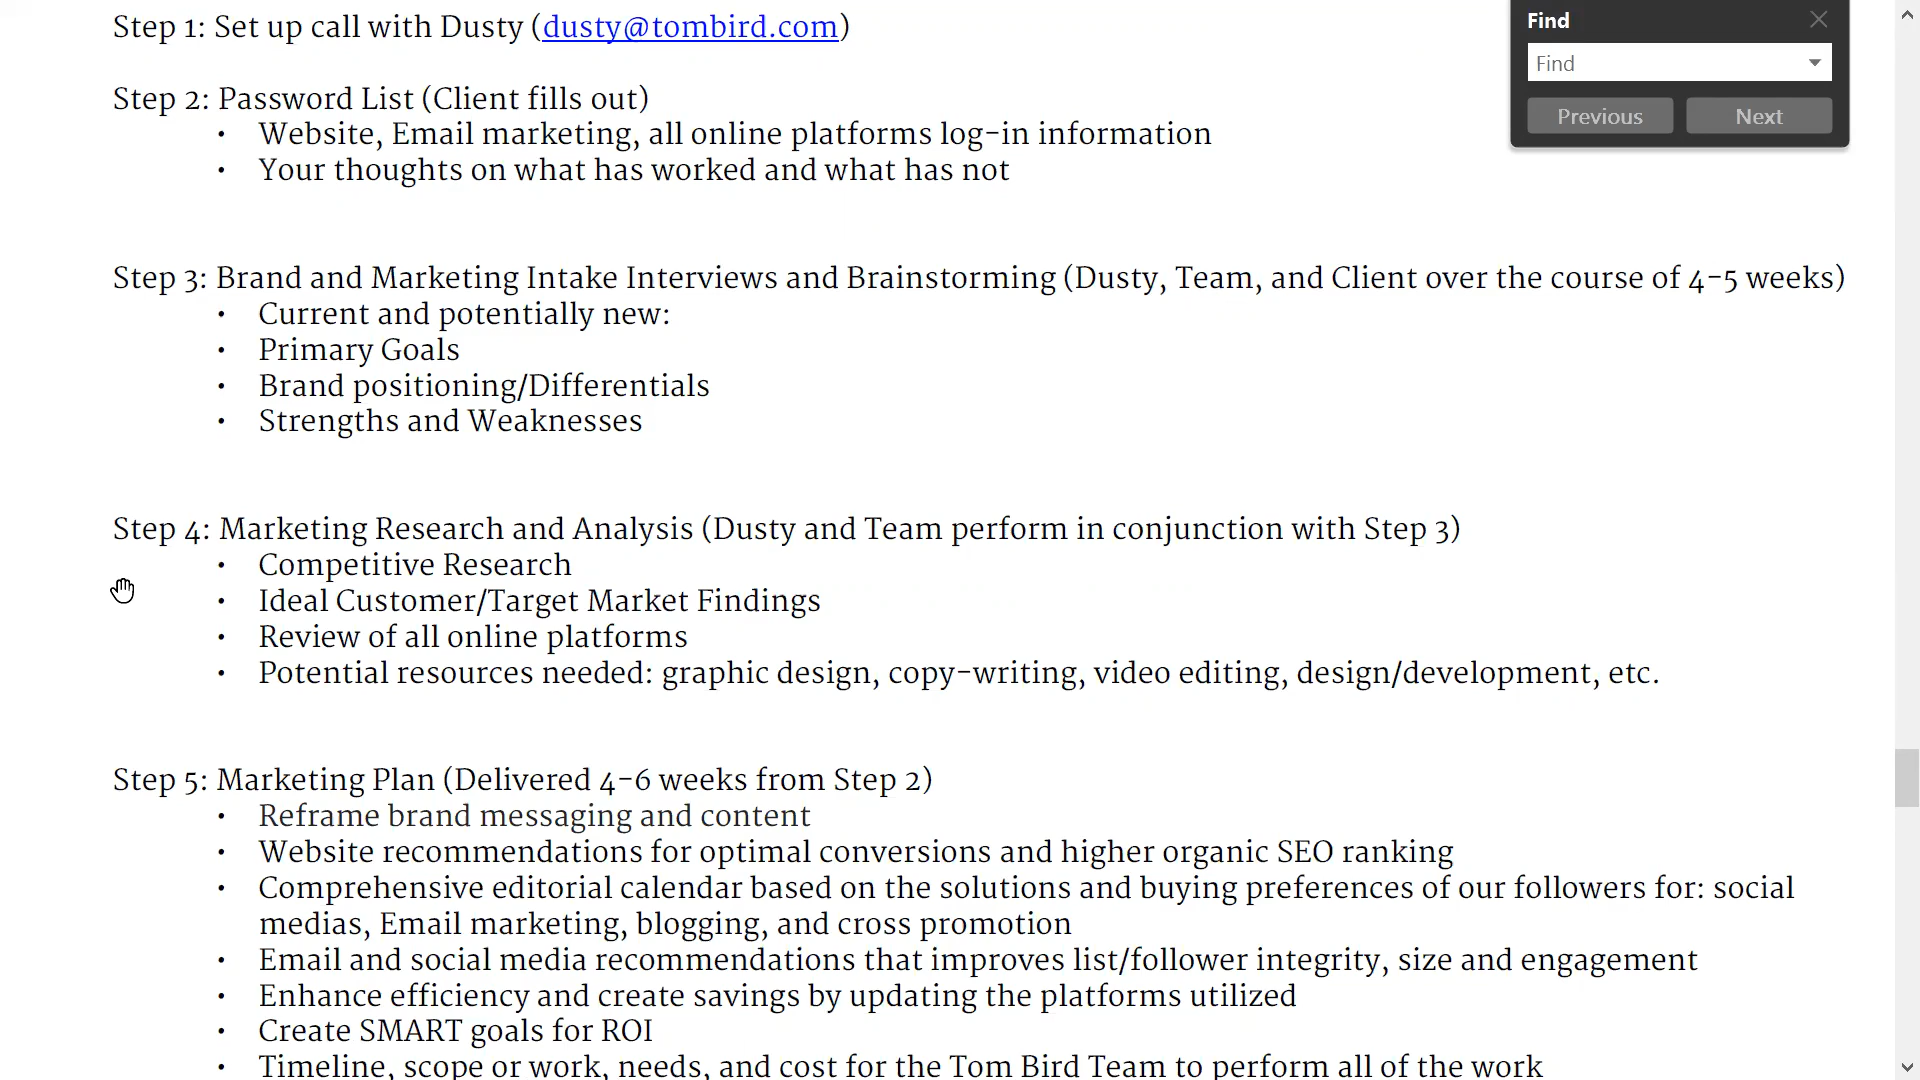 Step 1: Set up call with Dusty (dusty@tombird.com)
Find
Find
Previous
Next
Step 2: Password List (Client fills out)
• Website, Email marketing, all online platforms log-in information
• Your thoughts on what has worked and what has not
Step 3: Brand and Marketing Intake Interviews and Brainstorming (Dusty, Team, and Client over the course of 4-5 weeks)
• Current and potentially new:
• Primary Goals
• Brand positioning/Differentials
• Strengths and Weaknesses
Step 4: Marketing Research and Analysis (Dusty and Team perform in conjunction with Step 3)
• Competitive Research
• Ideal Customer/Target Market Findings
• Review of all online platforms
• Potential resources needed: graphic design, copy-writing, video editing, design/development, etc.
Step 5: Marketing Plan (Delivered 4-6 weeks from Step 2)
• Reframe brand messaging and content
• Website recommendations for optimal conversions and higher organic SEO ranking
• Comprehensive editorial calendar based on the solutions and buying preferences of our followers for: social
medias, Email marketing, blogging, and cross promotion
• Email and social media recommendations that improves list/follower integrity, size and engagement
• Enhance efficiency and create savings by updating the platforms utilized
• Create SMART goals for ROI
• Timeline, scope or work, needs, and cost for the Tom Bird Team to perform all of the work